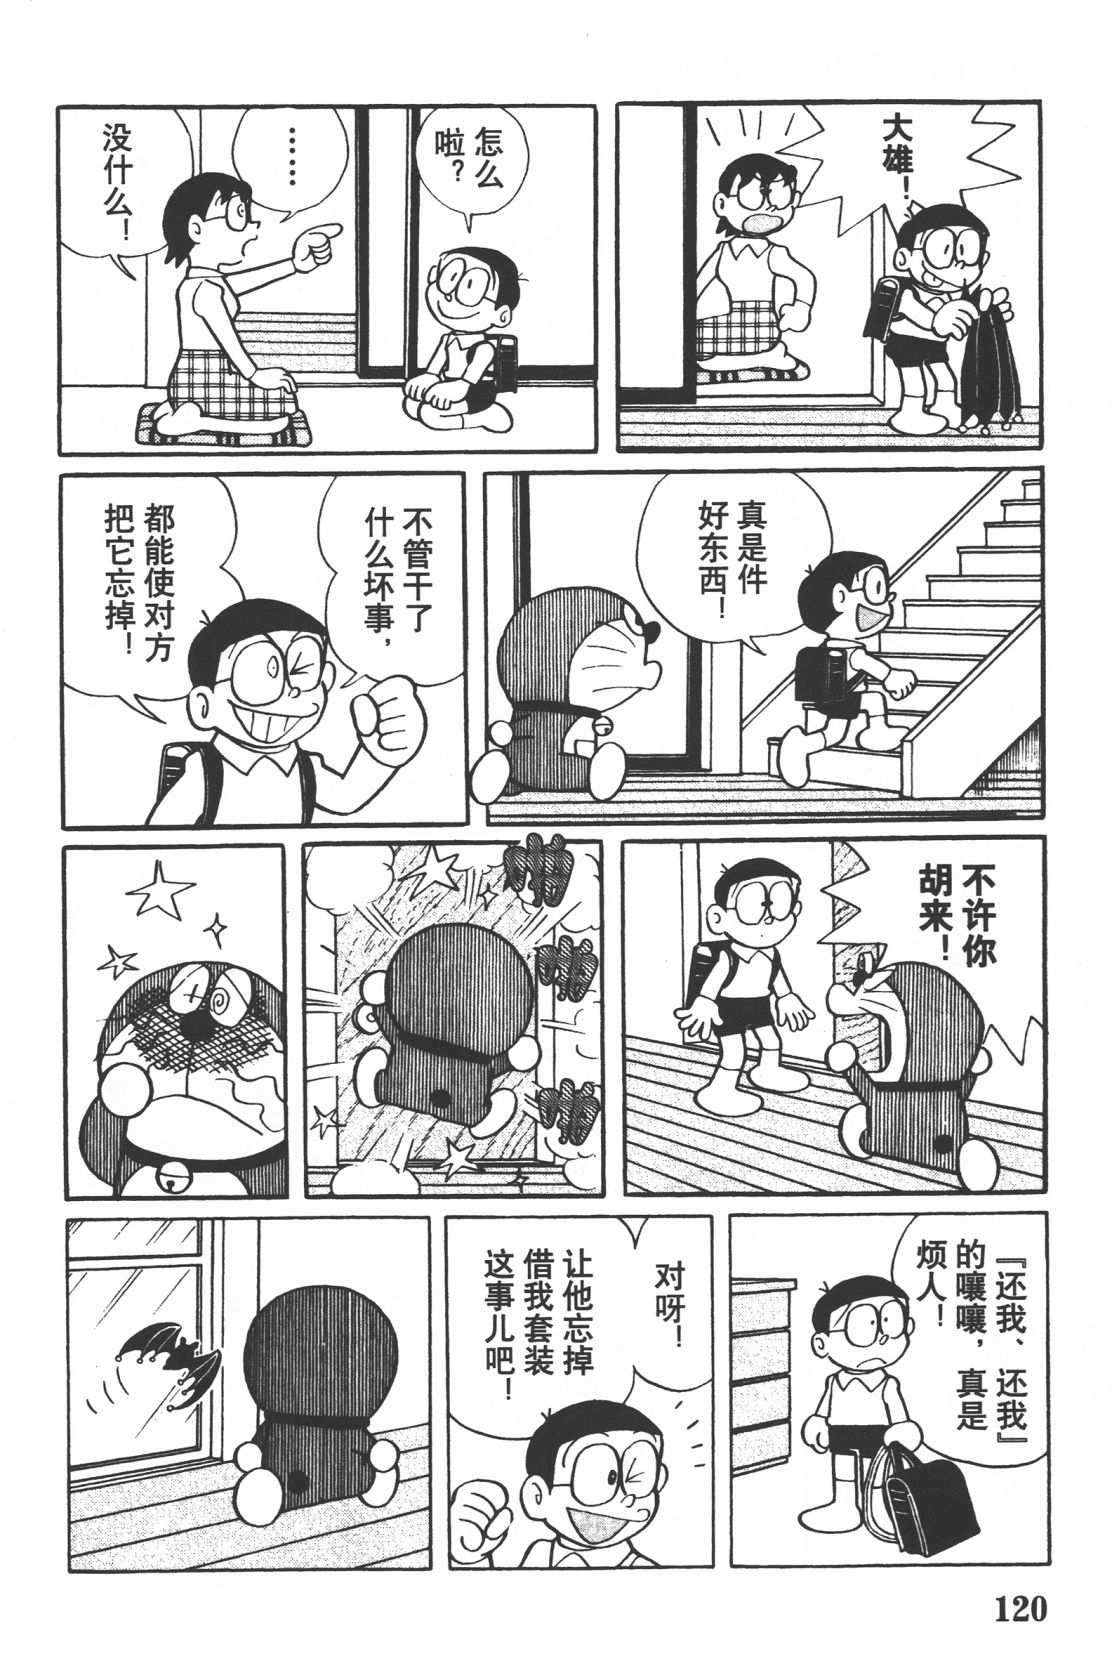 大雄！
怎么
啦？
……
没什么！
真是件
好东西！
不管干了
什么坏事，
都能使对方
把它忘掉！
不许你
胡来！
啪
啪
啪
『还我、还我』
的嚷嚷，真是
烦人！
对呀！
让他忘掉
借我套装
这事儿吧！
120